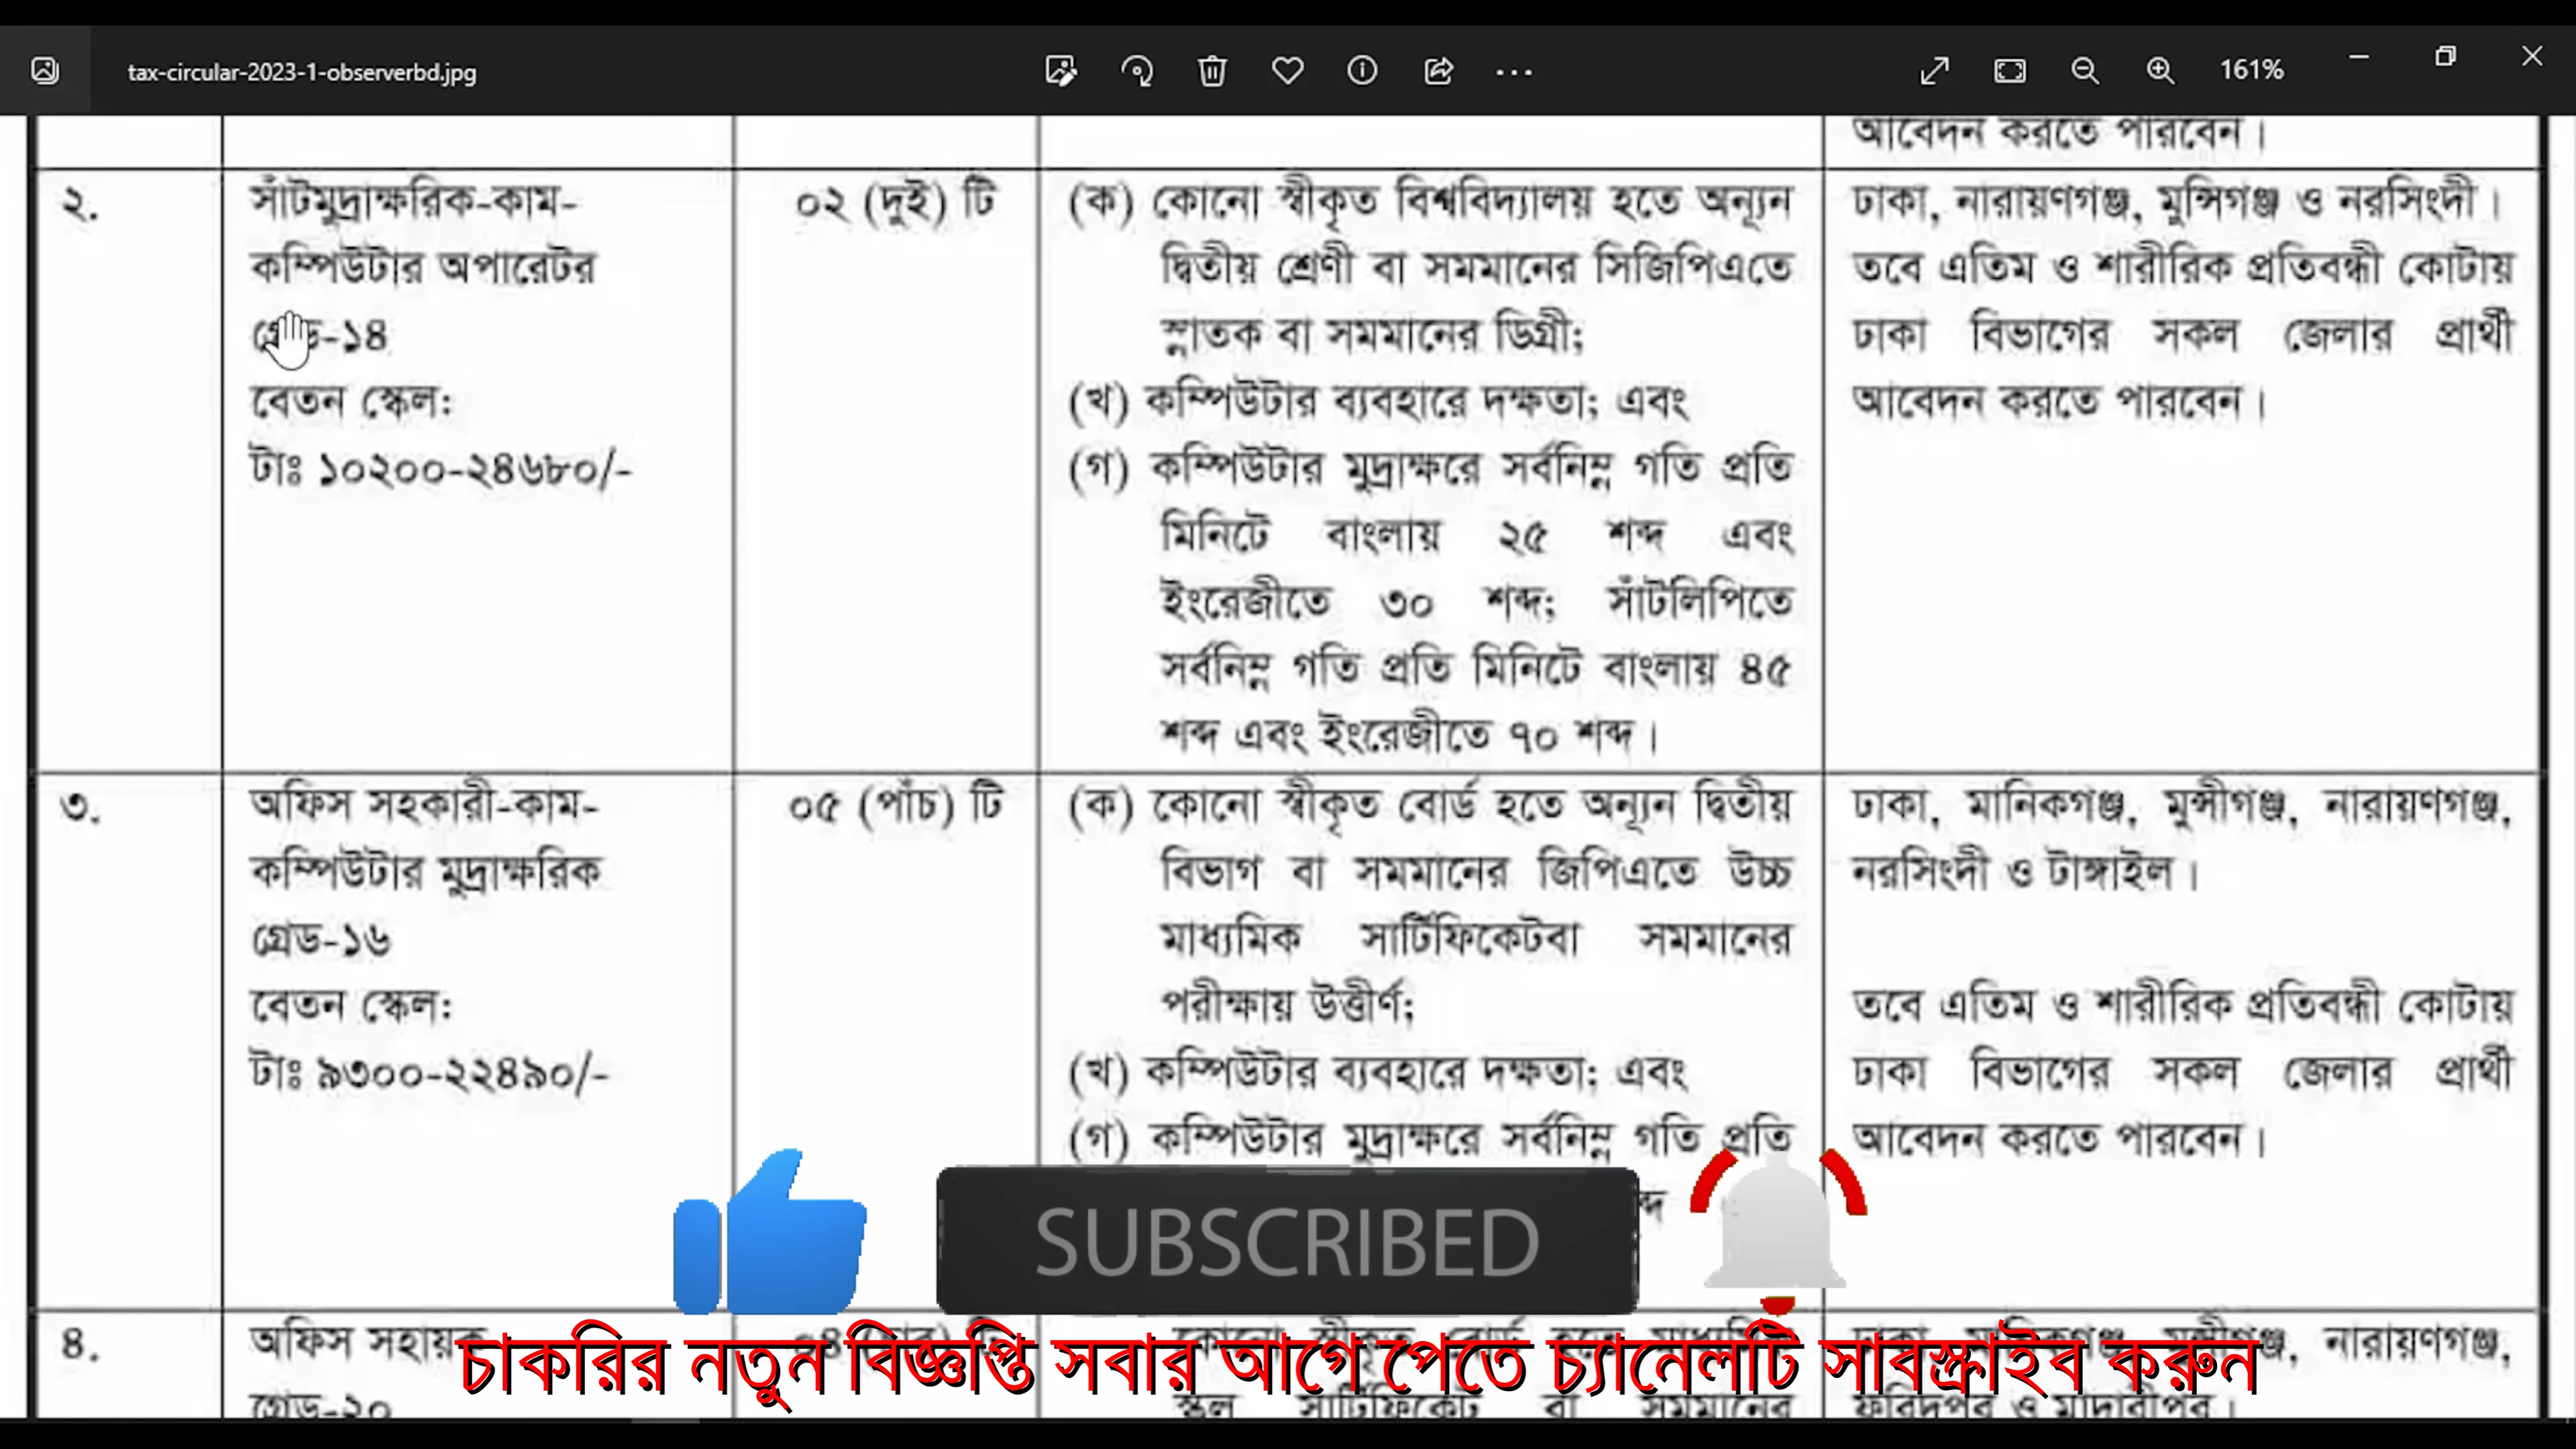 tax-circular-2023-1-observerbd.jpg
161%
আবেদন করতে পারবেন।
২.
সাঁটমুদ্রাক্ষরিক-কাম-
কম্পিউটার অপারেটর
গ্রেড-১৪
বেতন স্কেল:
টাঃ ১০২০০-২৪৬৮০/-
০২ (দুই) টি
(ক) কোনো স্বীকৃত বিশ্ববিদ্যালয় হতে অন্যূন
দ্বিতীয় শ্রেণী বা সমমানের সিজিপিএতে
স্নাতক বা সমমানের ডিগ্রী;
(খ) কম্পিউটার ব্যবহারে দক্ষতা; এবং
(গ) কম্পিউটার মুদ্রাক্ষরে সর্বনিম্ন গতি প্রতি
মিনিটে বাংলায় ২৫ শব্দ এবং
ইংরেজীতে ৩০ শব্দ; সাঁটলিপিতে
সর্বনিম্ন গতি প্রতি মিনিটে বাংলায় ৪৫
শব্দ এবং ইংরেজীতে ৭০ শব্দ।
ঢাকা, নারায়ণগঞ্জ, মুন্সিগঞ্জ ও নরসিংদী।
তবে এতিম ও শারীরিক প্রতিবন্ধী কোটায়
ঢাকা বিভাগের সকল জেলার প্রার্থী
আবেদন করতে পারবেন।
৩.
অফিস সহকারী-কাম-
কম্পিউটার মুদ্রাক্ষরিক
গ্রেড-১৬
বেতন স্কেল:
টাঃ ৯৩০০-২২৪৯০/-
০৫ (পাঁচ) টি
(ক) কোনো স্বীকৃত বোর্ড হতে অন্যূন দ্বিতীয়
বিভাগ বা সমমানের জিপিএতে উচ্চ
মাধ্যমিক সার্টিফিকেটবা সমমানের
পরীক্ষায় উত্তীর্ণ;
(খ) কম্পিউটার ব্যবহারে দক্ষতা; এবং
(গ) কম্পিউটার মুদ্রাক্ষরে সর্বনিম্ন গতি প্রতি
ঢাকা, মানিকগঞ্জ, মুন্সীগঞ্জ, নারায়ণগঞ্জ,
নরসিংদী ও টাঙ্গাইল।
তবে এতিম ও শারীরিক প্রতিবন্ধী কোটায়
ঢাকা বিভাগের সকল জেলার প্রার্থী
আবেদন করতে পারবেন।
SUBSCRIBED
৪.
অফিস সহায়ক
গ্রেড-২০
কোনো স্বীকৃত বোর্ড হতে
স্কুল সার্টিফিকেট বা সমমানের
ঢাকা, মানিকগঞ্জ, মুন্সীগঞ্জ, নারায়ণগঞ্জ,
ফরিদপুর ও মাদারীপুর।
চাকরির নতুন বিজ্ঞপ্তি সবার আগে পেতে চ্যানেলটি সাবস্ক্রাইব করুন